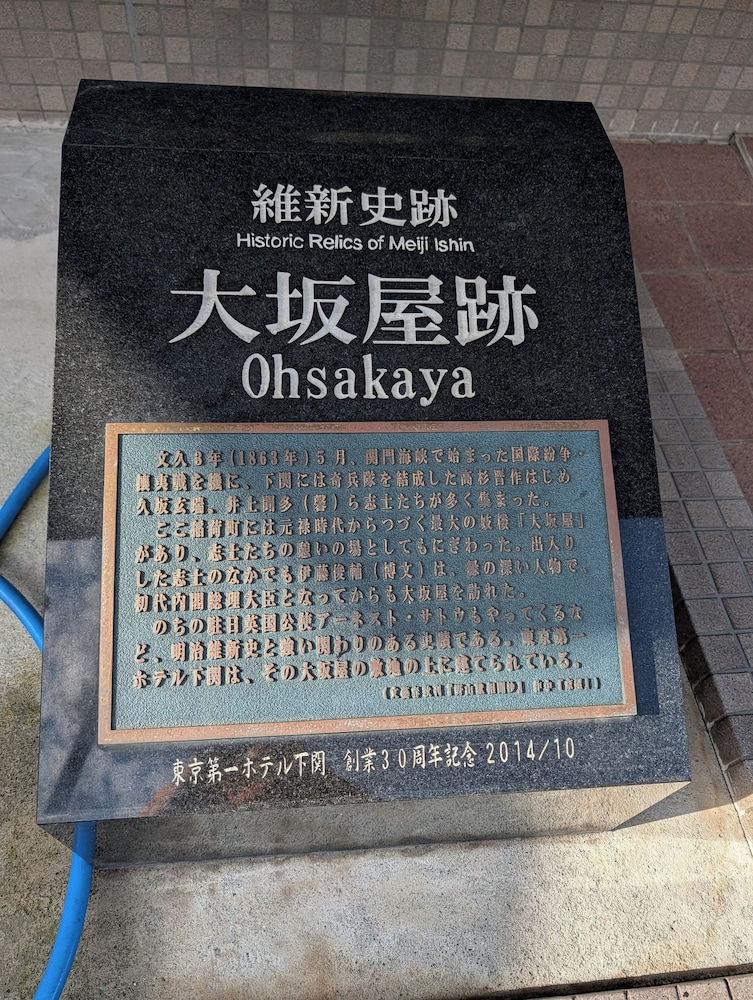 維新史跡
Historic Relics of Meiji Ishin
大坂屋跡
Ohsakaya
文久3年(1863年)5月、関門海峡で始まった国際紛争・
攘夷戦を機に、下関には奇兵隊を結成した高杉晋作はじめ
久坂玄瑞、井上聞多(馨)ら志士たちが多く集まった。
ここ稲荷町には元禄時代からつづく最大の妓楼「大坂屋」
があり、志士たちの憩いの場としてもにぎわった。出入り
した志士のなかでも伊藤俊輔(博文)は、縁の深い人物で、
初代内閣総理大臣となってからも大坂屋を訪れた。
のちの駐日英国公使アーネスト・サトウもやってくるな
ど、明治維新史と強い関わりのある史蹟である。東京第一
ホテル下関は、その大坂屋の敷地の上に建てられている。
東京第一ホテル下関 創業30周年記念 2014/10